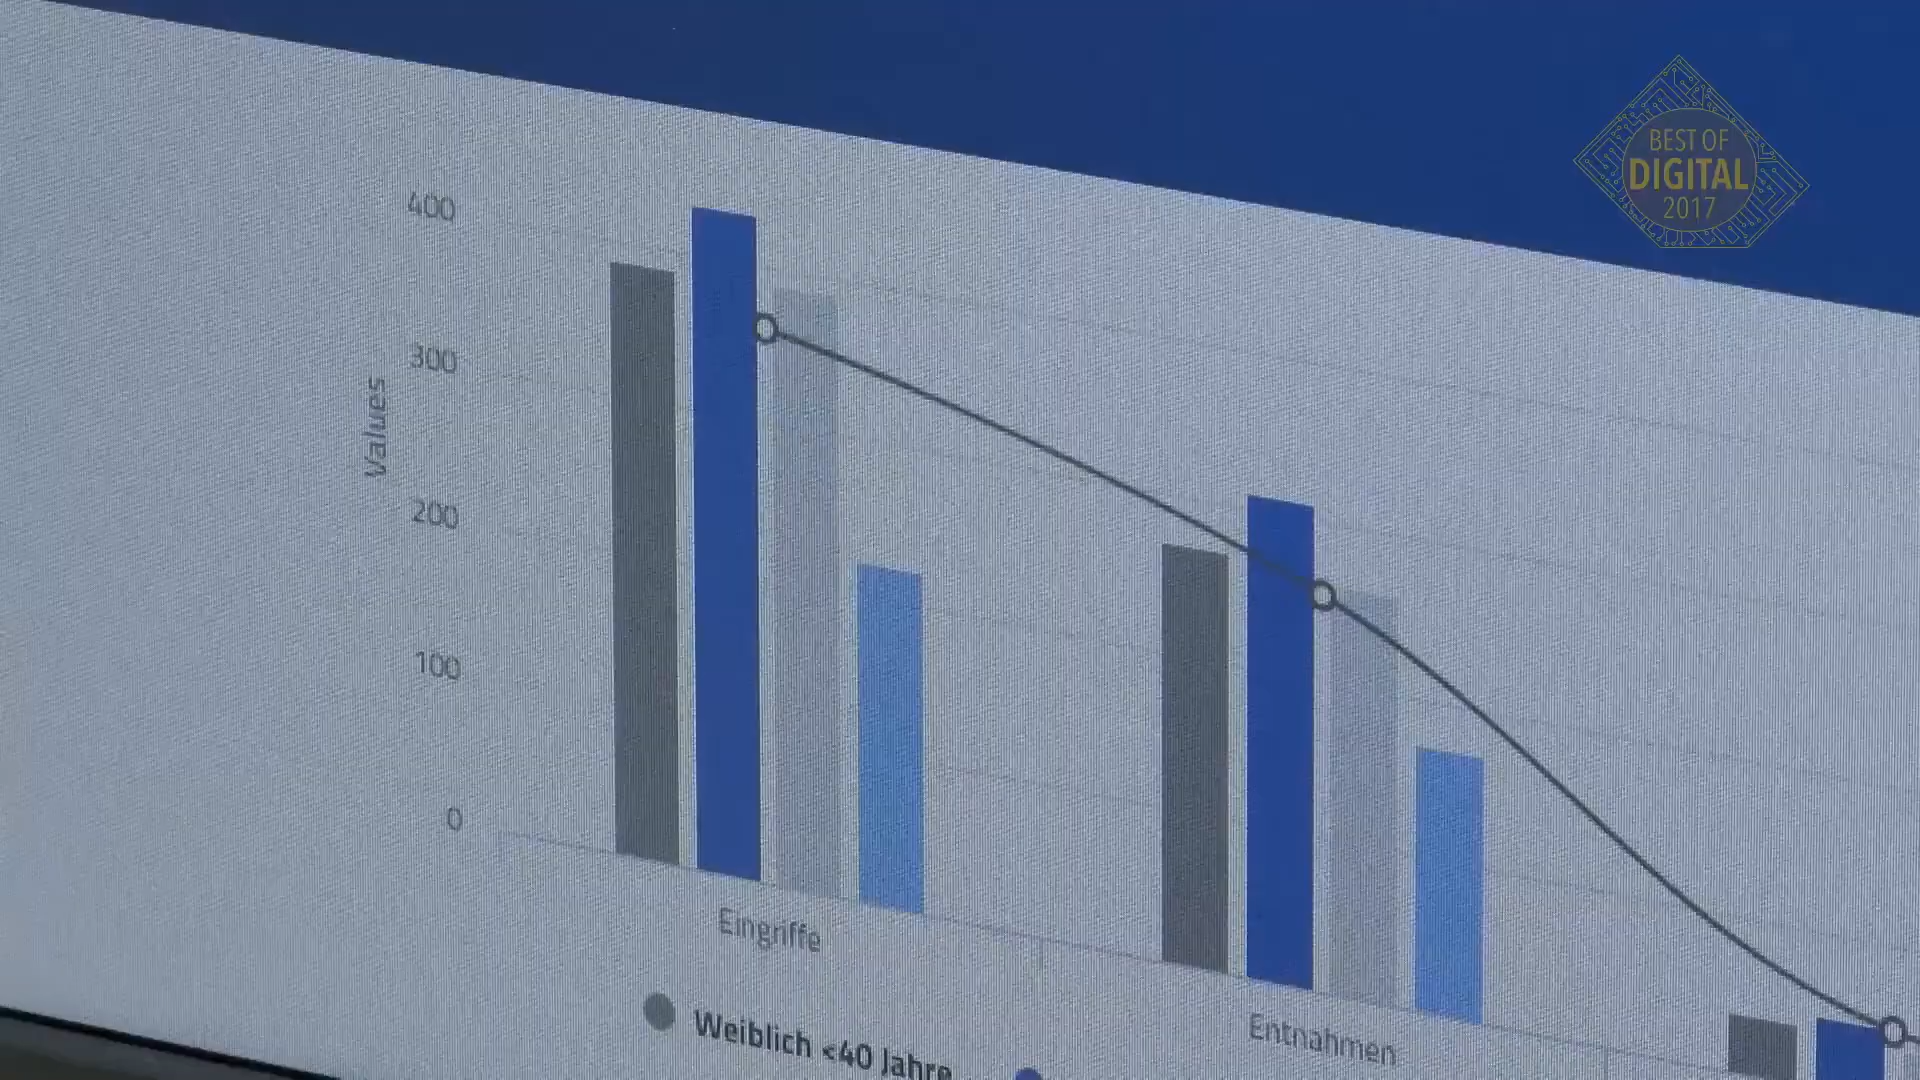 BEST OF
DIGITAL
2017
400
300
200
100
0
Values
Eingriffe
Entnahmen
Weiblich <40 Jahre